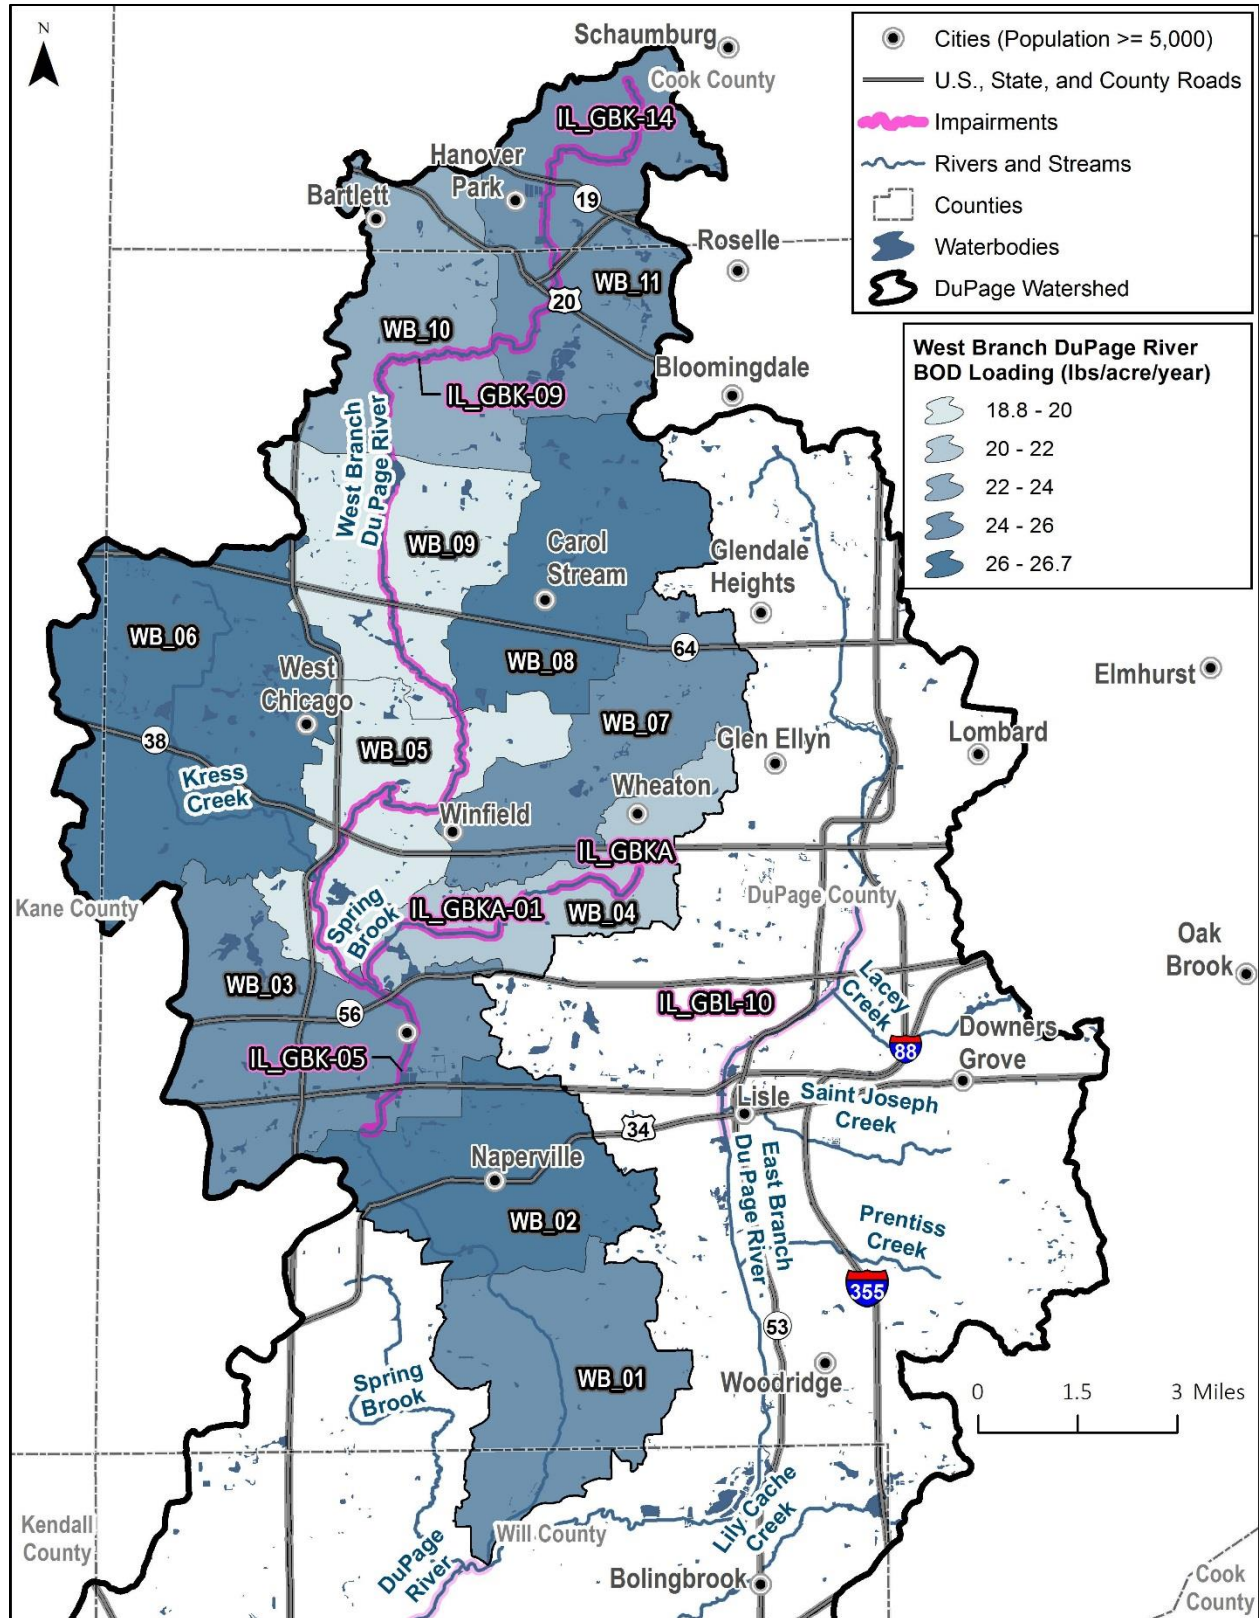 N
Schaumburg
Cook County
IL_GBK-14
Hanover
Park
19
Bartlett
Roselle
WB_11
20
WB_10
Bloomingdale
IL_GBK-09
West Branch
Du Page River
WB_09
Carol
Stream
Glendale
Heights
WB_06
64
WB_08
Elmhurst
West
Chicago
WB_07
38
WB_05
Glen Ellyn
Lombard
Kress
Creek
Wheaton
Winfield
IL_GBKA
DuPage County
Kane County
IL_GBKA-01
WB_04
Spring
Brook
Oak
Brook
WB_03
Lacey
Creek
IL_GBL-10
56
Downers
Grove
88
IL_GBK-05
Lisle
Saint Joseph
Creek
34
East Branch
Du Page River
Naperville
WB_02
Prentiss
Creek
355
53
WB_01
Woodridge
Spring
Brook
Lily Cache
Creek
Kendall
County
Will County
DuPage
River
Bolingbrook
Cook
County
0 1.5 3 Miles
Cities (Population >= 5,000)
U.S., State, and County Roads
Impairments
Rivers and Streams
Counties
Waterbodies
DuPage Watershed
West Branch DuPage River
BOD Loading (lbs/acre/year)
18.8 - 20
20 - 22
22 - 24
24 - 26
26 - 26.7